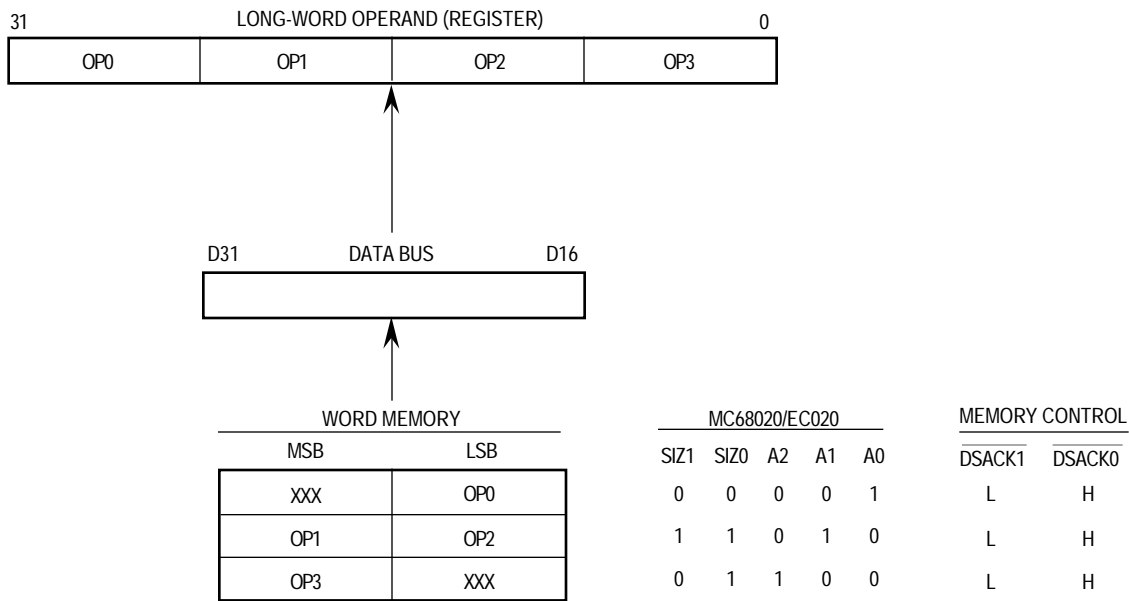 31 LONG-WORD OPERAND (REGISTER) 0
OP0 OP1 OP2 OP3
D31 DATA BUS D16
WORD MEMORY MC68020/EC020 MEMORY CONTROL
MSB LSB SIZ1 SIZ0 A2 A1 A0 DSACK1 DSACK0
XXX OP0 0 0 0 0 1 L H
OP1 OP2 1 1 0 1 0 L H
OP3 XXX 0 1 1 0 0 L H